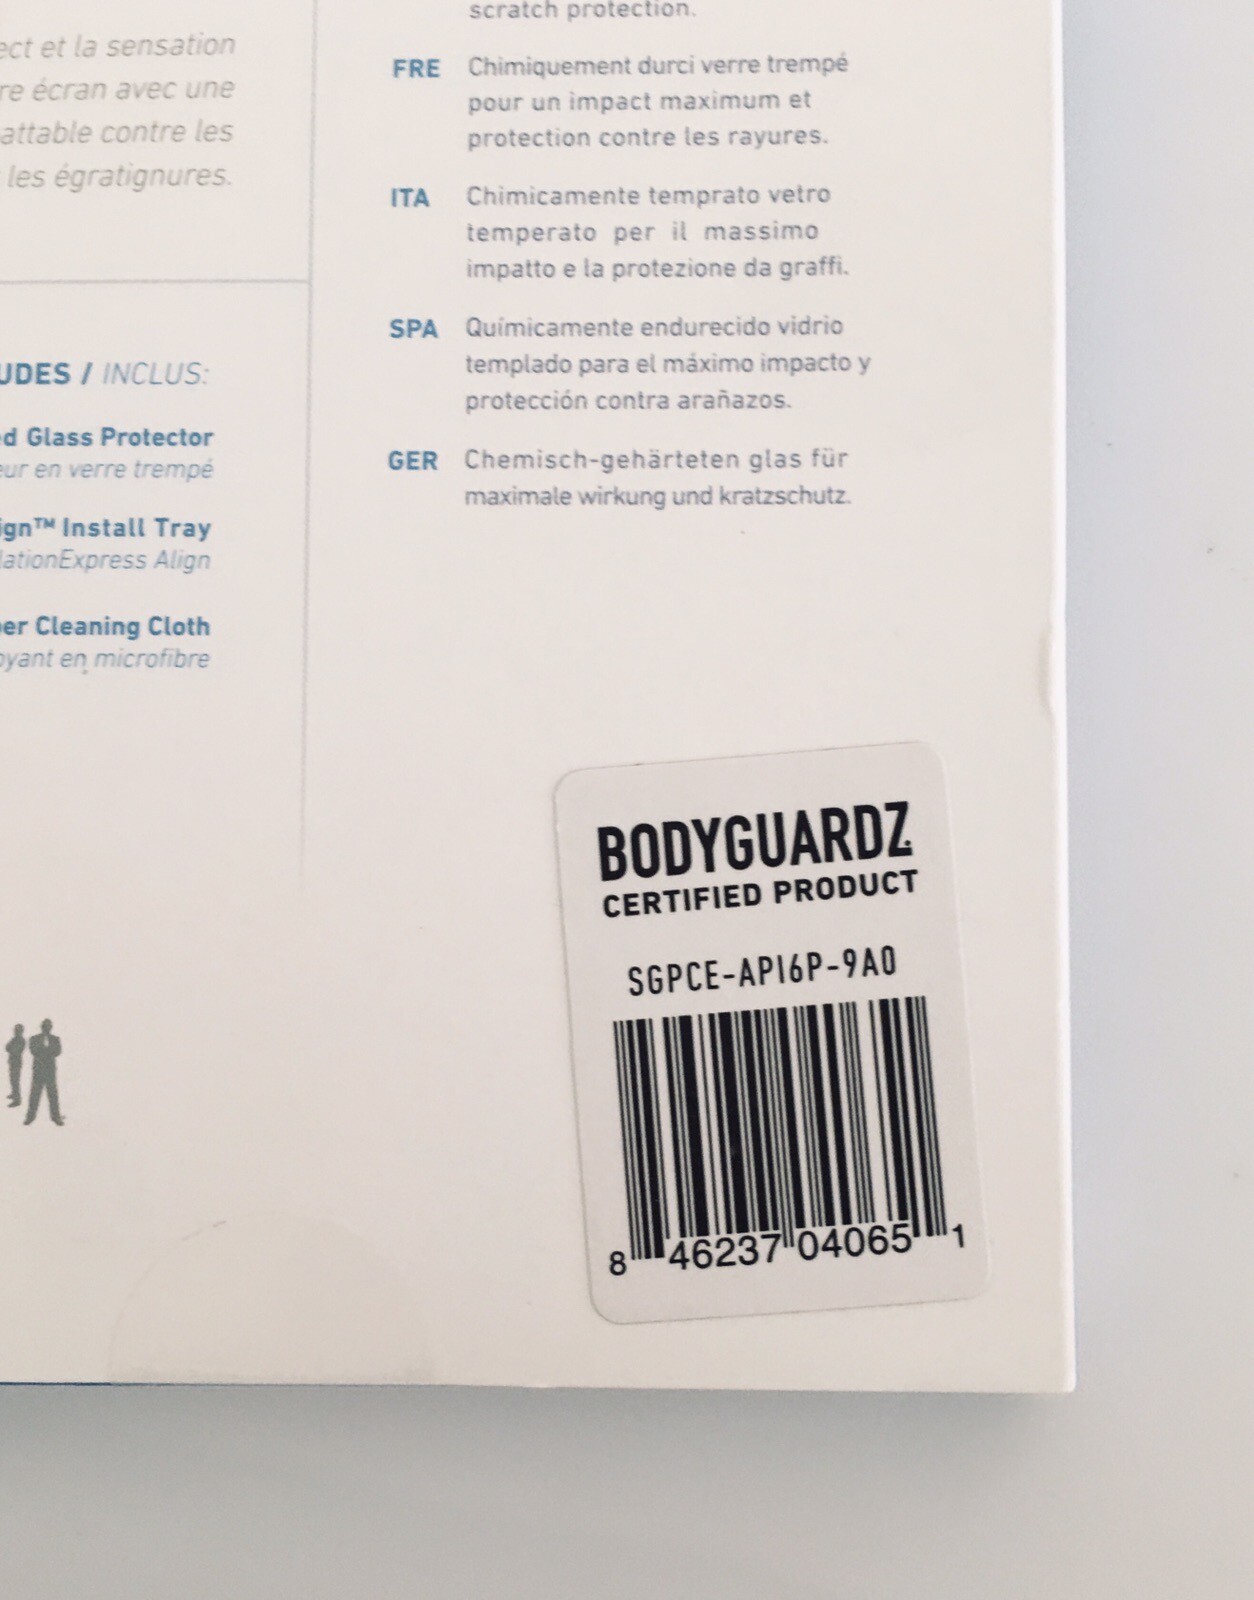 ect et la sensation
re écran avec une
attable contre les
les égratignures.
UDES / INCLUS:
d Glass Protector
eur en verre trempé
ign™ Install Tray
lationExpress Align
er Cleaning Cloth
oyant en microfibre
scratch protection.
FRE Chimiquement durci verre trempé
pour un impact maximum et
protection contre les rayures.
ITA Chimicamente temprato vetro
temperato per il massimo
impatto e la protezione da graffi.
SPA Químicamente endurecido vidrio
templado para el máximo impacto y
protección contra arañazos.
GER Chemisch-gehärteten glas für
maximale wirkung und kratzschutz.
BODYGUARDZ
CERTIFIED PRODUCT
SGPCE-API6P-9A0
8 46237 04065 1